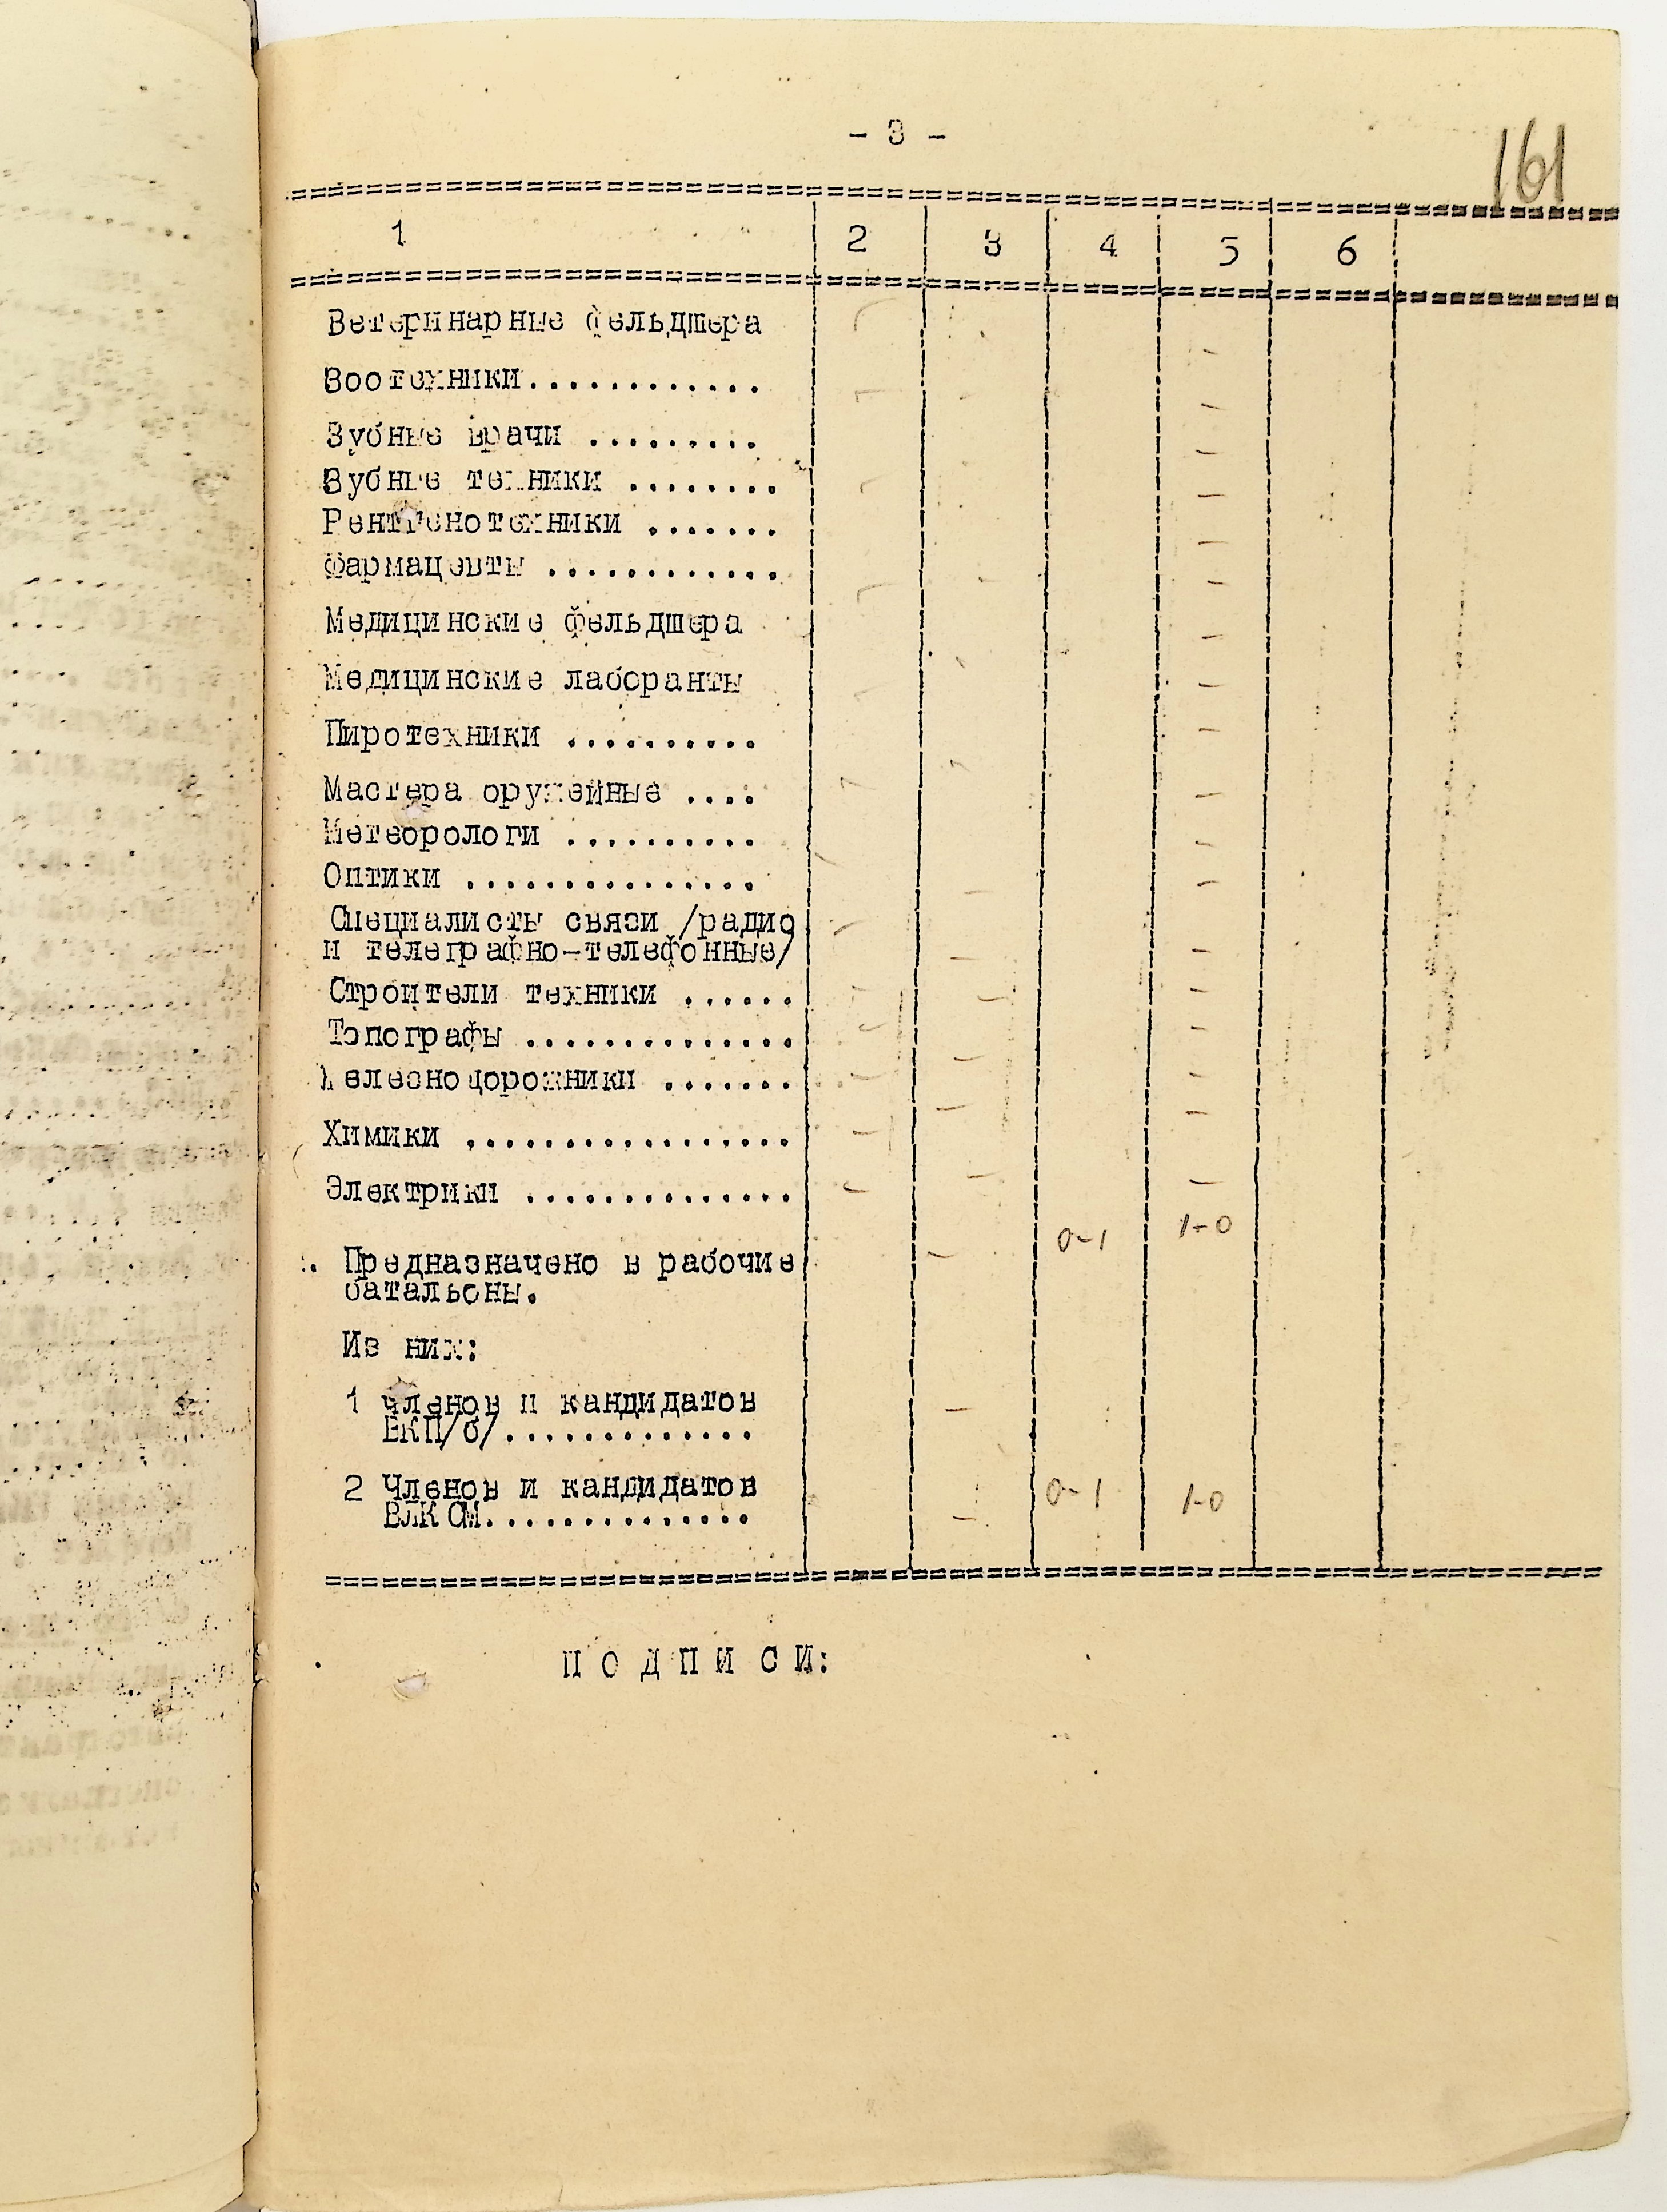 - 3 -
161
1 2 3 4 5 6
Ветеринарные фельдшера
Зоотехники............
Зубные врачи .........
Зубные техники ........
Рентгенотехники .......
Фармацевты ............
Медицинские фельдшера
Медицинские лаборанты
Пиротехники ..........
Мастера оружейные ....
Метеорологи ..........
Оптики ...............
Специалисты связи /радио
и телеграфно-телефонные/
Строители техники ......
Топографы ..............
Железнодорожники .......
Химики .................
Электрики ..............
0-1 1-0
Предназначено в рабочие
батальоны.
Из них:
1 членов и кандидатов
ВКП/б/.............
2 Членов и кандидатов 0-1 1-0
ВЛКСМ..............
П О Д П И С И: